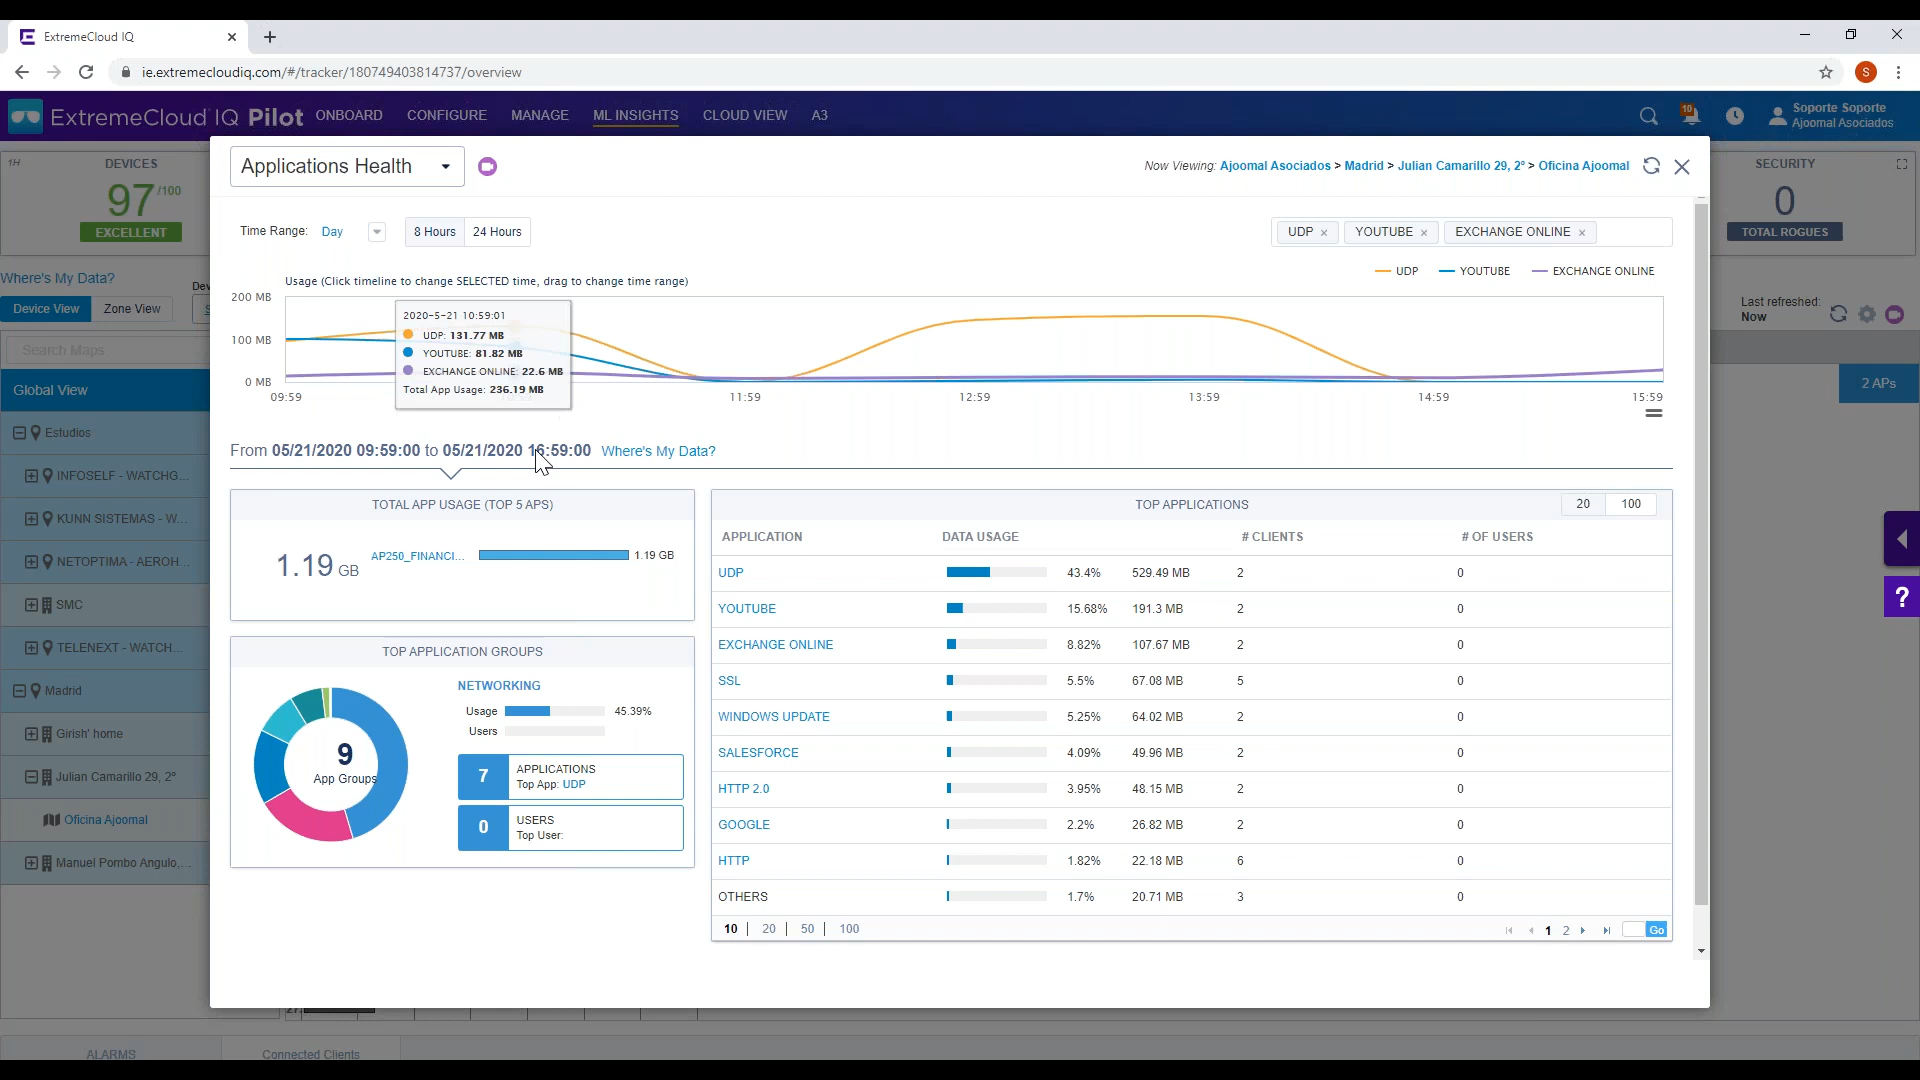 ExtremeCloud IQ
ie.extremecloudiq.com/#/tracker/180749403814737/overview
S
ExtremeCloud IQ Pilot ONBOARD CONFIGURE MANAGE ML INSIGHTS CLOUD VIEW A3
10
Soporte Soporte
Ajoomal Asociados
1H DEVICES
97/100
EXCELLENT
SECURITY
0
TOTAL ROGUES
Applications Health
Now Viewing: Ajoomal Asociados > Madrid > Julian Camarillo 29, 2º > Oficina Ajoomal
Time Range: Day 8 Hours 24 Hours
UDP × YOUTUBE × EXCHANGE ONLINE ×
UDP YOUTUBE EXCHANGE ONLINE
Where's My Data?
Device View Zone View
Search Maps
Last refreshed:
Now
2 APs
Usage (Click timeline to change SELECTED time, drag to change time range)
200 MB
100 MB
0 MB
2020-5-21 10:59:01
UDP: 131.77 MB
YOUTUBE: 81.82 MB
EXCHANGE ONLINE: 22.6 MB
Total App Usage: 236.19 MB
09:59 11:59 12:59 13:59 14:59 15:59
Global View
Estudios
INFOSELF - WATCHG...
KUNN SISTEMAS - W...
NETOPTIMA - AEROH...
SMC
TELENEXT - WATCH...
Madrid
Girish' home
Julian Camarillo 29, 2º
Oficina Ajoomal
Manuel Pombo Angulo,...
From 05/21/2020 09:59:00 to 05/21/2020 16:59:00 Where's My Data?
TOTAL APP USAGE (TOP 5 APS)
1.19 GB
AP250_FINANCI... 1.19 GB
TOP APPLICATION GROUPS
9
App Groups
NETWORKING
Usage 45.39%
Users
7 APPLICATIONS
Top App: UDP
0 USERS
Top User:
TOP APPLICATIONS 20 100
APPLICATION DATA USAGE # CLIENTS # OF USERS
UDP 43.4% 529.49 MB 2 0
YOUTUBE 15.68% 191.3 MB 2 0
EXCHANGE ONLINE 8.82% 107.67 MB 2 0
SSL 5.5% 67.08 MB 5 0
WINDOWS UPDATE 5.25% 64.02 MB 2 0
SALESFORCE 4.09% 49.96 MB 2 0
HTTP 2.0 3.95% 48.15 MB 2 0
GOOGLE 2.2% 26.82 MB 2 0
HTTP 1.82% 22.18 MB 6 0
OTHERS 1.7% 20.71 MB 3 0
10 | 20 | 50 | 100
1 2 Go
?
ALARMS Connected Clients